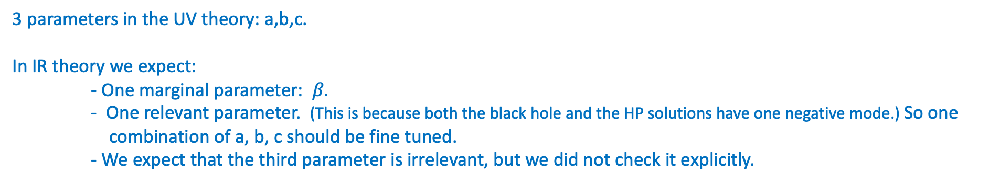 3 parameters in the UV theory: a,b,c.
In IR theory we expect:
- One marginal parameter: β.
- One relevant parameter. (This is because both the black hole and the HP solutions have one negative mode.) So one
combination of a, b, c should be fine tuned.
- We expect that the third parameter is irrelevant, but we did not check it explicitly.